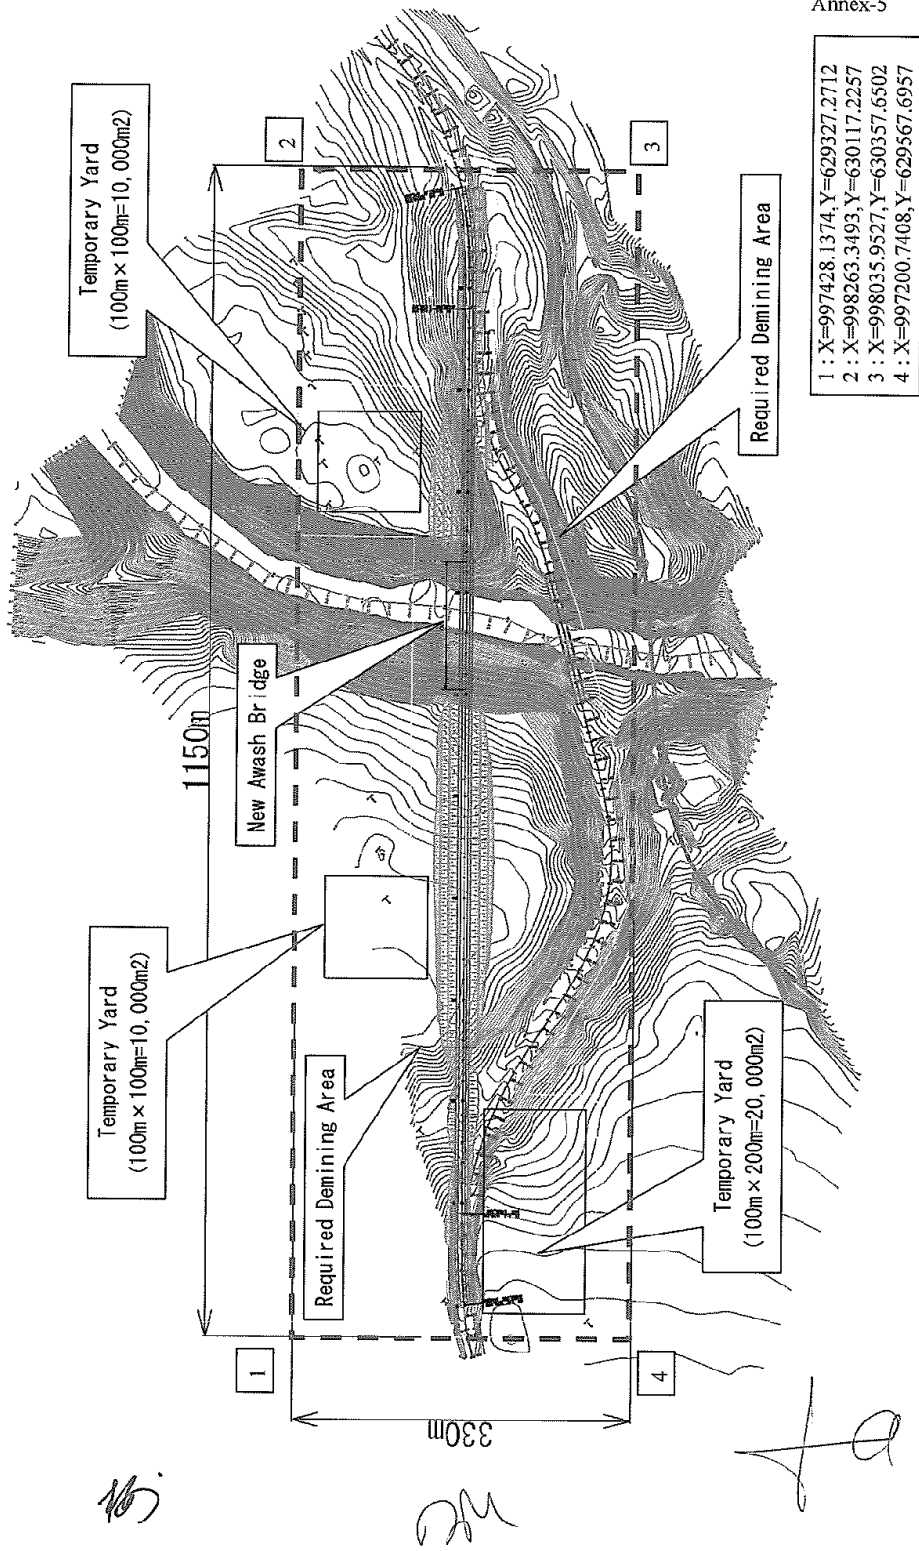 Annex-5
1 : X=997428.1374,Y=629327.2712
2 : X=998263.3493,Y=630117.2257
3 : X=998035.9527,Y=630357.6502
4 : X=997200.7408,Y=629567.6957
Temporary Yard
(100m×100m=10,000m2)
Temporary Yard
(100m×100m=10,000m2)
1150m
New Awash Bridge
Required Demining Area
Required Demining Area
Temporary Yard
(100m×200m=20,000m2)
330m
1
2
3
4